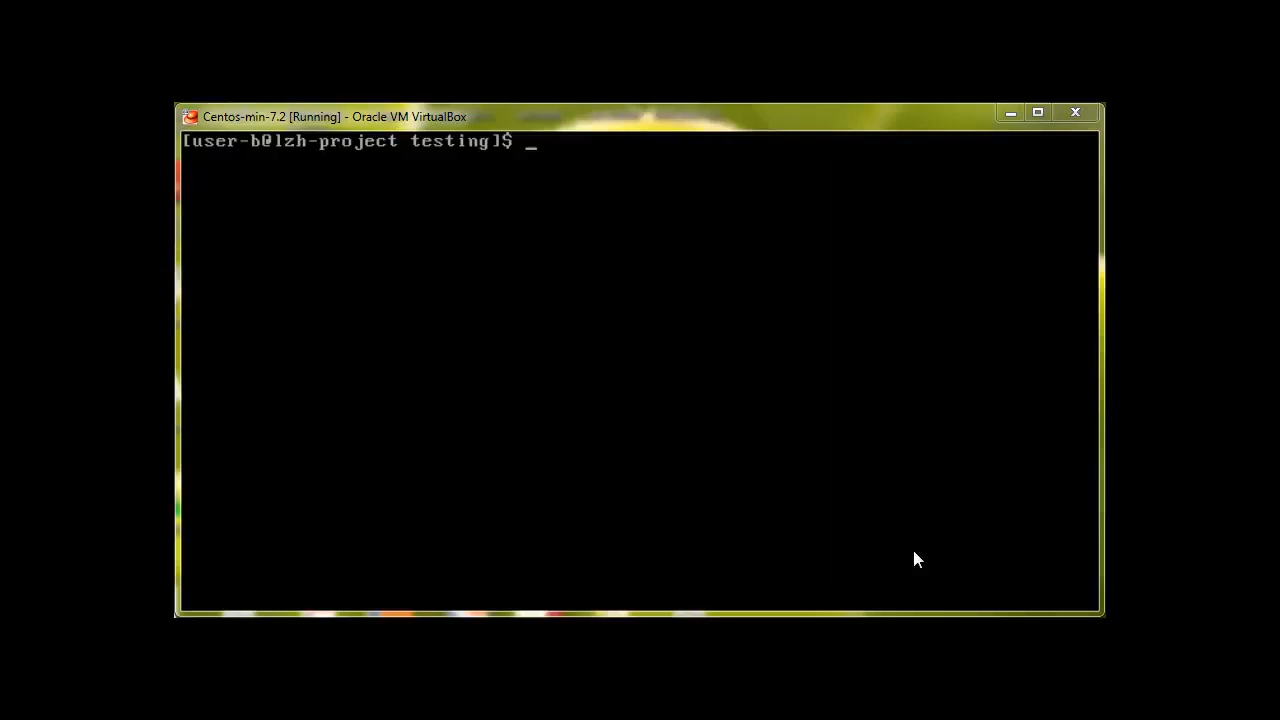 Centos-min-7.2 [Running] - Oracle VM VirtualBox
[user-b@lzh-project testing]$ _